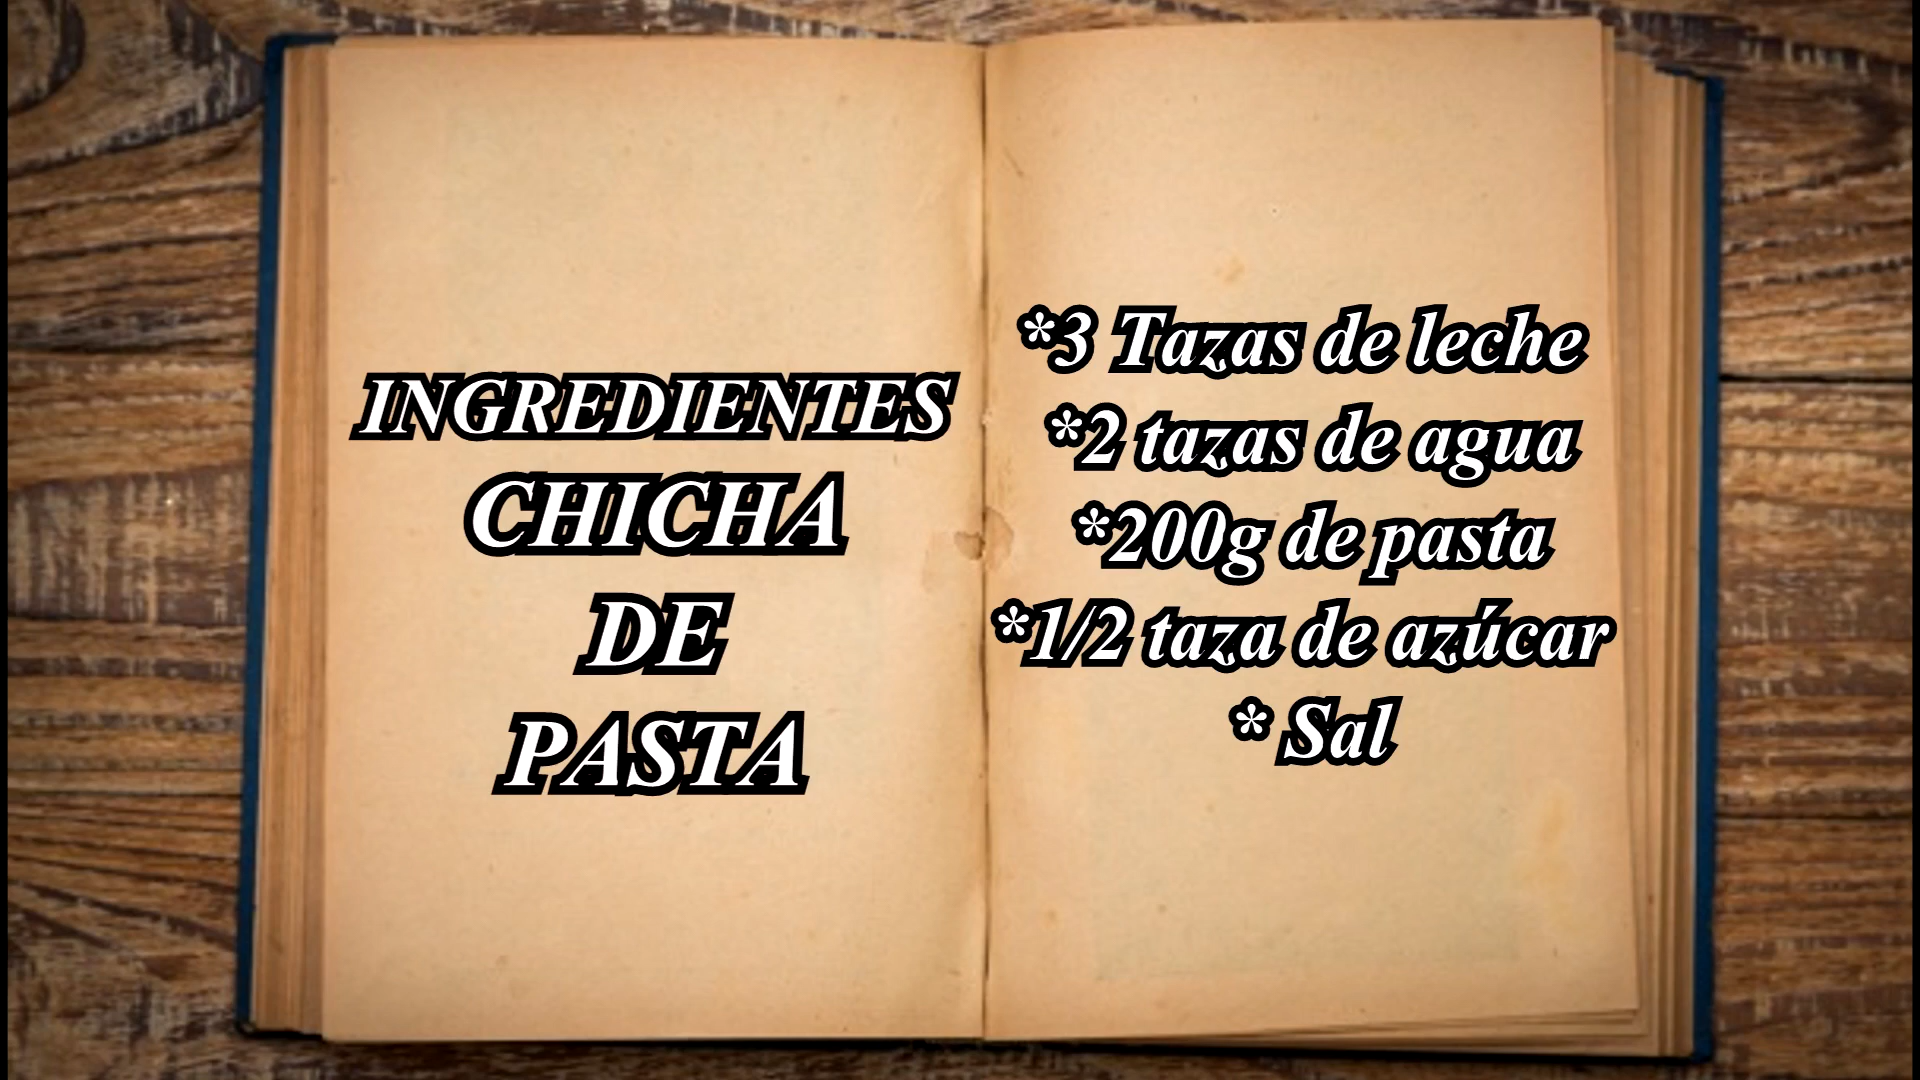 INGREDIENTES
CHICHA
DE
PASTA
*3 Tazas de leche
*2 tazas de agua
*200g de pasta
*1/2 taza de azúcar
* Sal